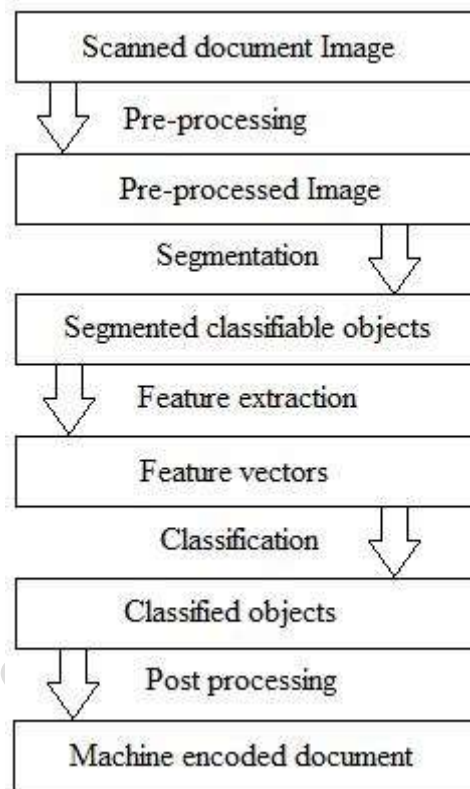 Scanned document Image
Pre-processing
Pre-processed Image
Segmentation
Segmented classifiable objects
Feature extraction
Feature vectors
Classification
Classified objects
Post processing
Machine encoded document